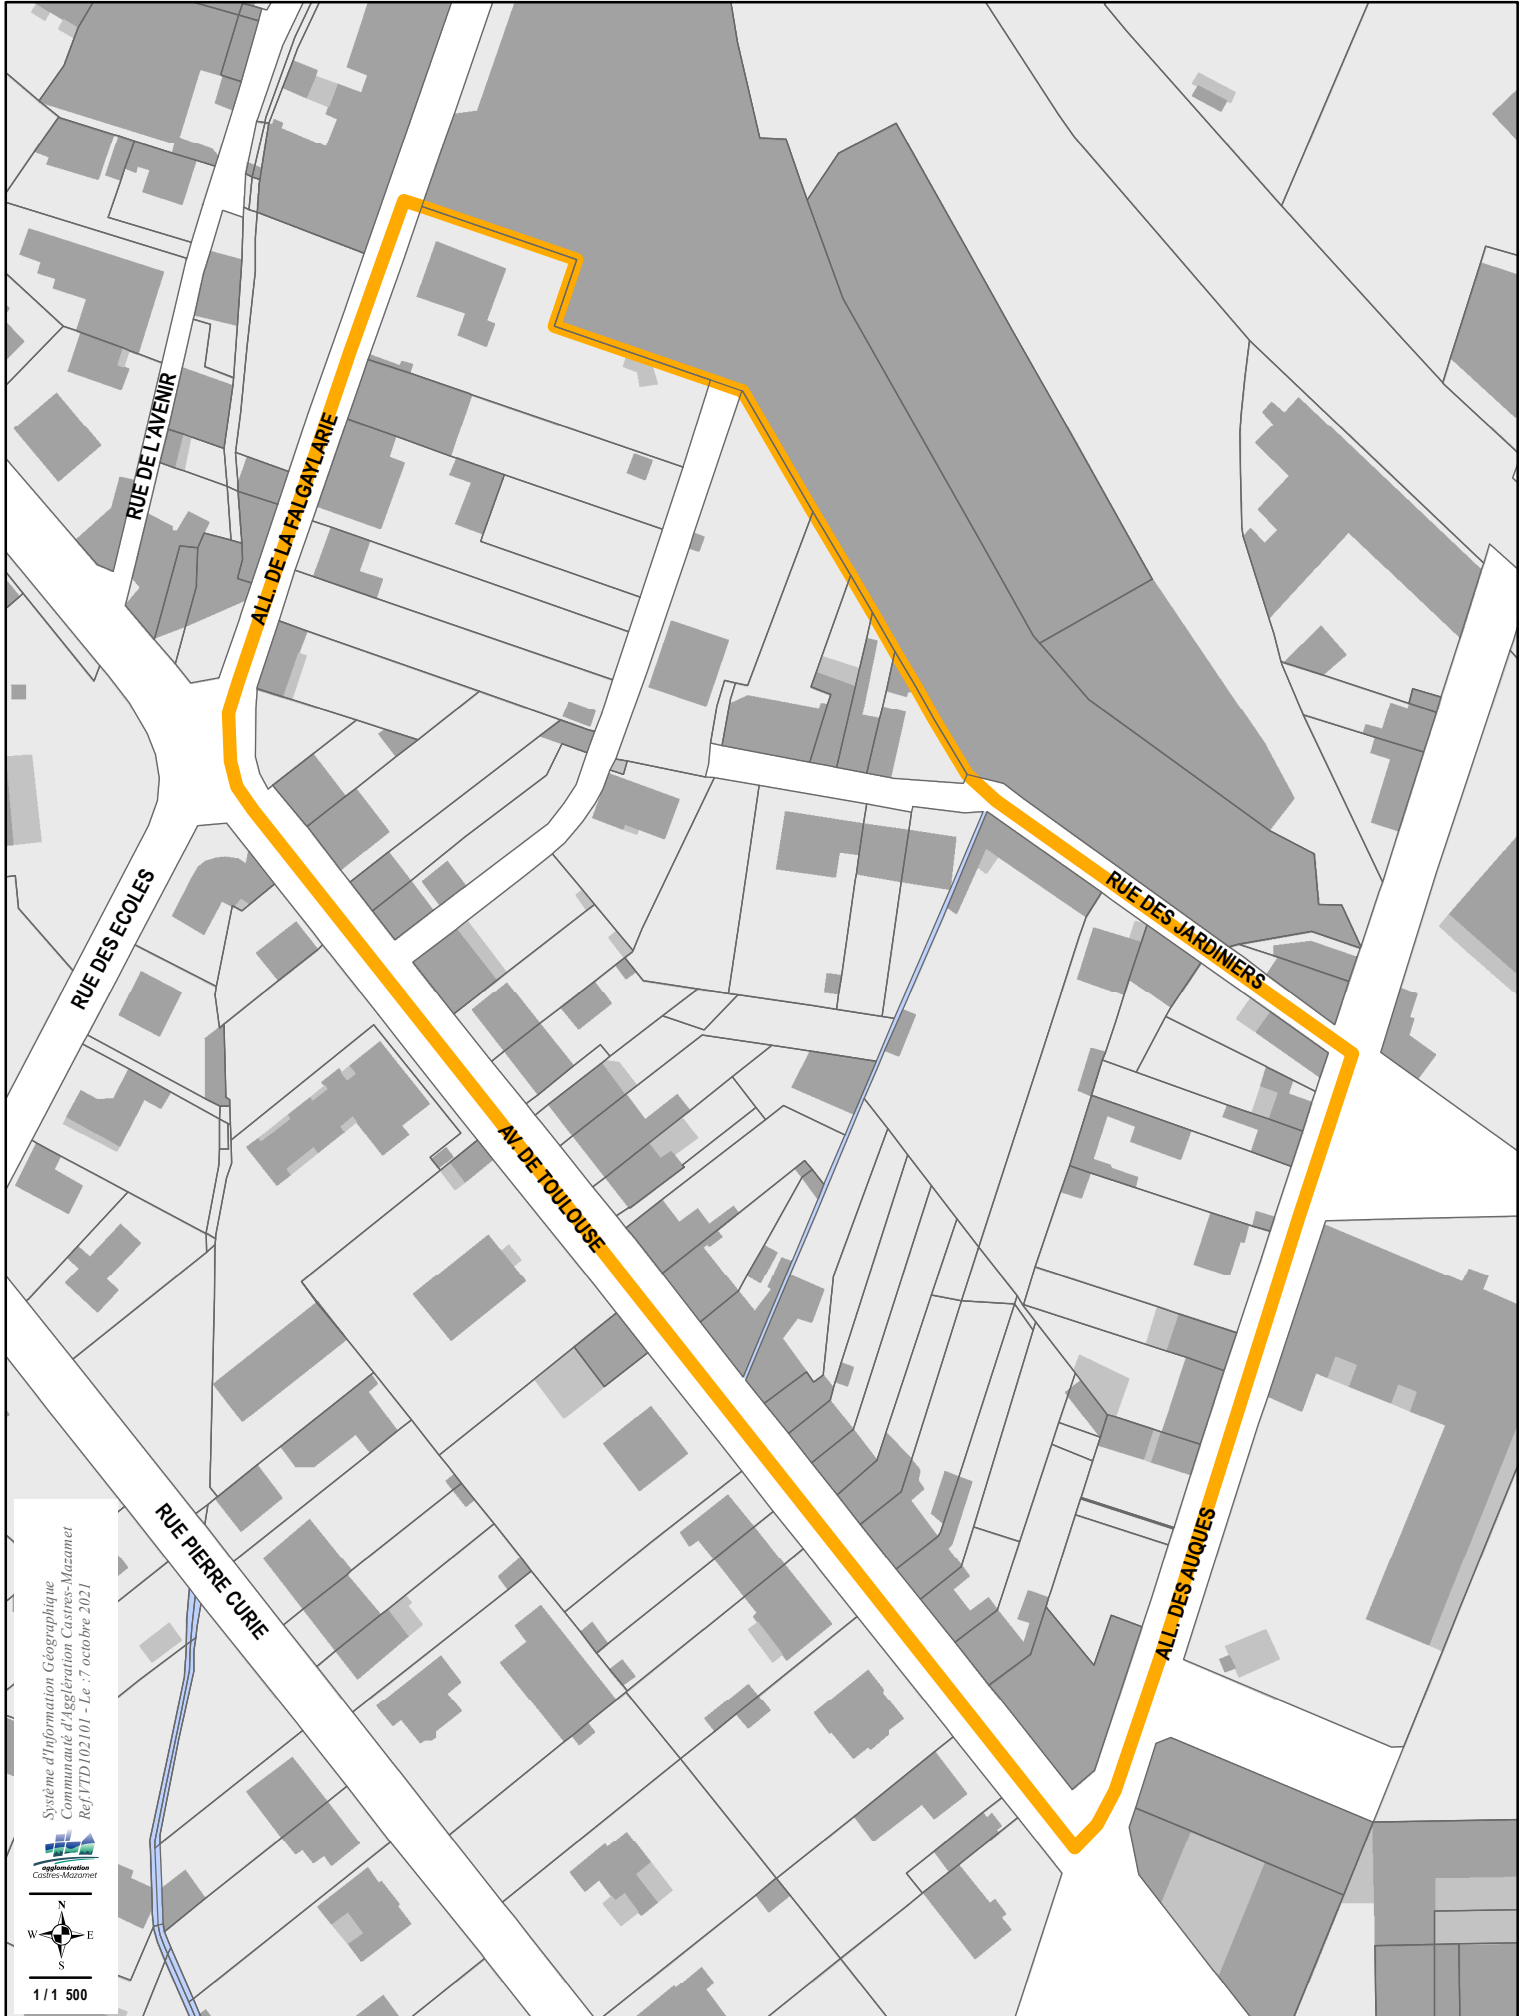 RUE DE L'AVENIR
ALL. DE LA FALGAYLARIE
RUE DES ECOLES
RUE DES JARDINIERS
AV. DE TOULOUSE
RUE PIERRE CURIE
ALL. DES AUQUES
Système d'Information Géographique
Communauté d'Agglération Castres-Mazamet
Ref.VTD102101 - Le : 7 octobre 2021
agglomération
Castres-Mazamet
N
W E
S
1 / 1 500